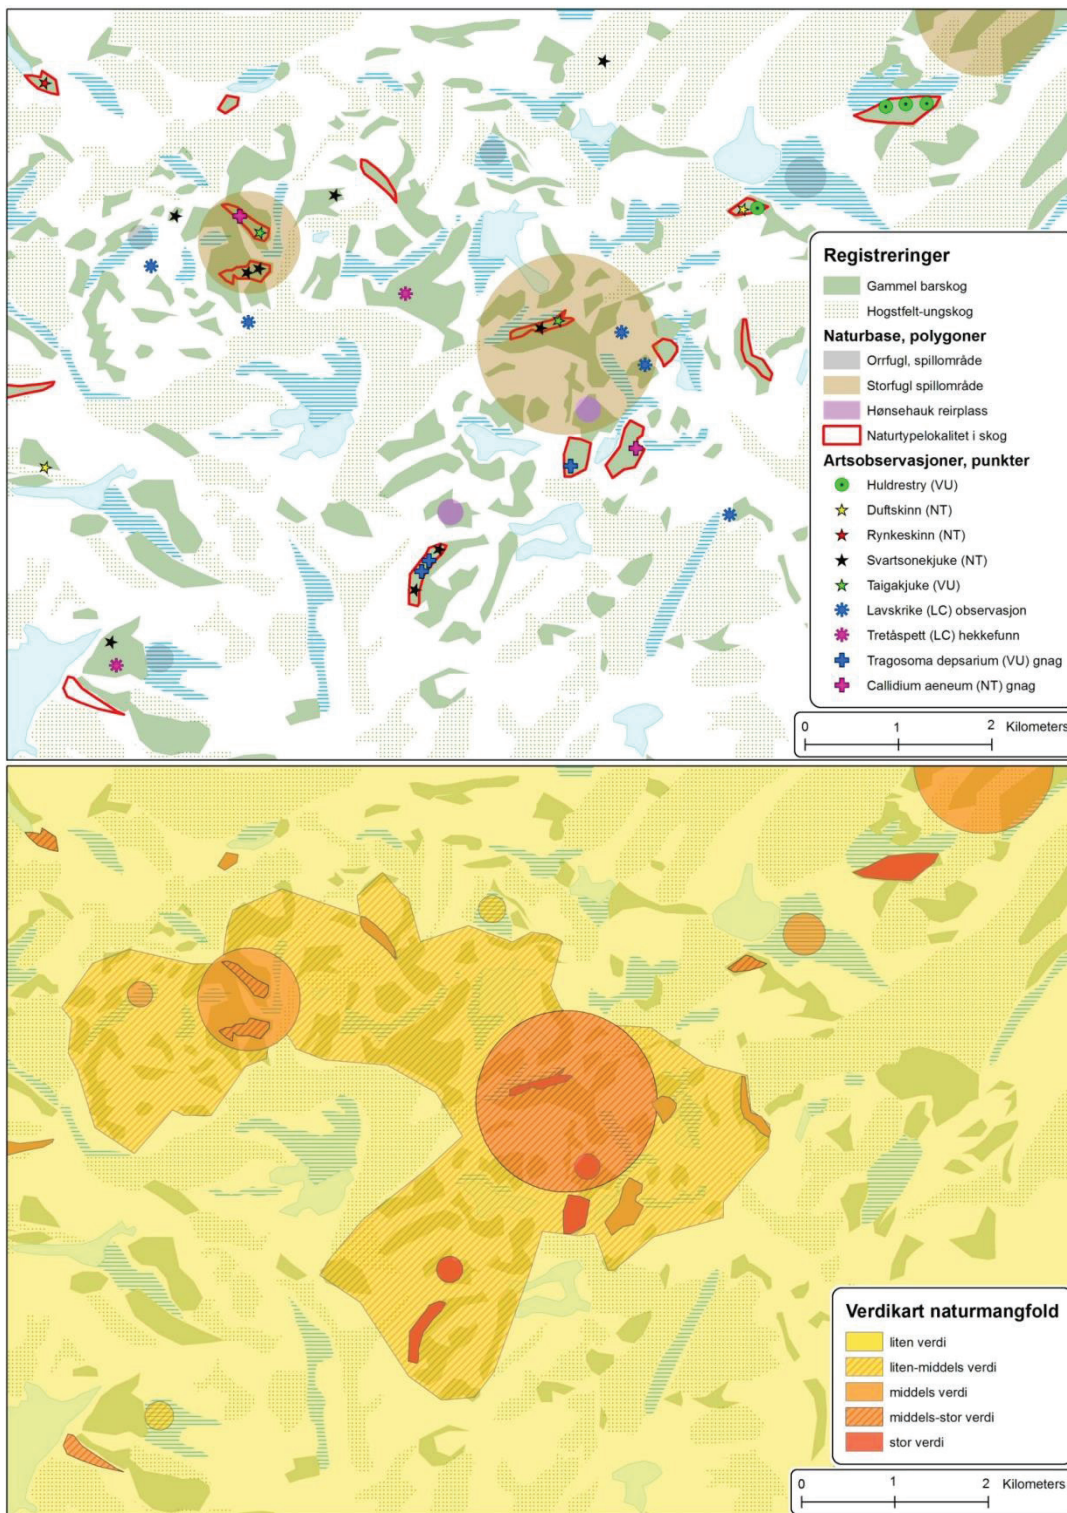 Registreringer
Gammel barskog
Hogstfelt-ungskog
Naturbase, polygoner
Orrfugl, spillområde
Storfugl spillområde
Hønsehauk reirplass
Naturtypelokalitet i skog
Artsobservasjoner, punkter
Huldrestry (VU)
Duftskinn (NT)
Rynkeskinn (NT)
Svartsonekjuke (NT)
Taigakjuke (VU)
Lavskrike (LC) observasjon
Tretåspett (LC) hekkefunn
Tragosoma depsarium (VU) gnag
Callidium aeneum (NT) gnag
0 1 2 Kilometers
Verdikart naturmangfold
liten verdi
liten-middels verdi
middels verdi
middels-stor verdi
stor verdi
0 1 2 Kilometers